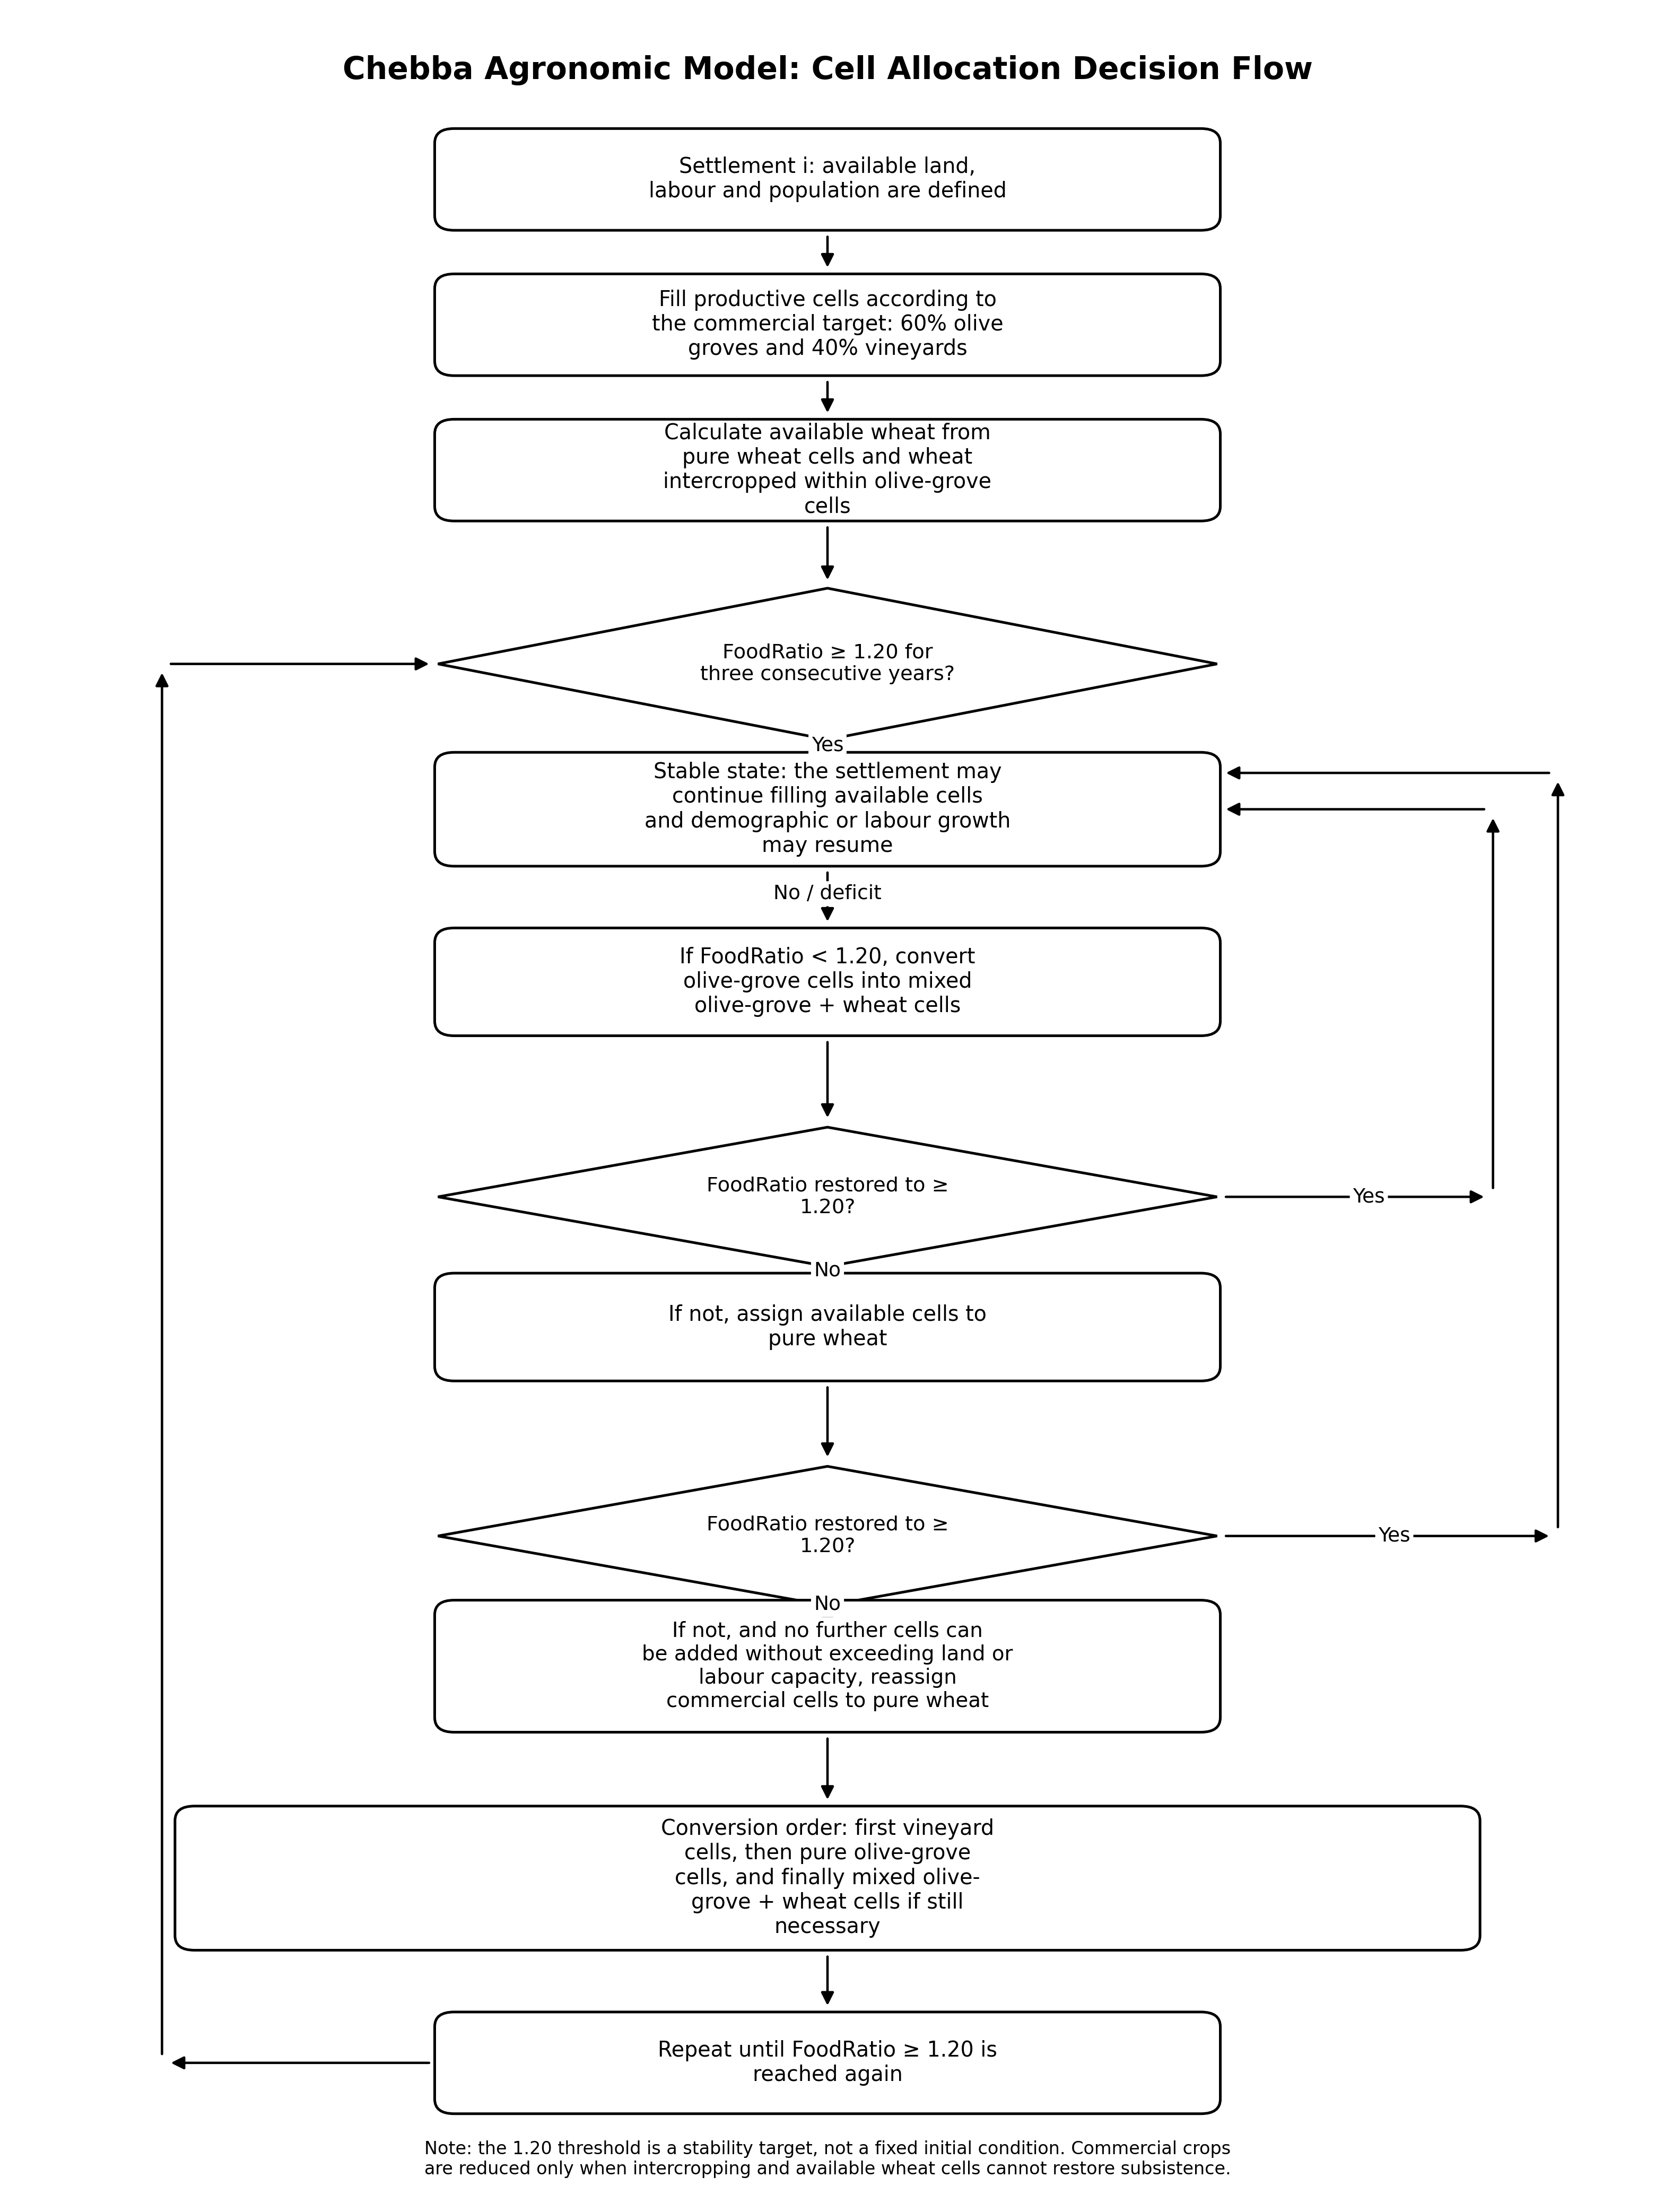 Chebba Agronomic Model: Cell Allocation Decision Flow
Settlement i: available land,
labour and population are defined
Fill productive cells according to
the commercial target: 60% olive
groves and 40% vineyards
Calculate available wheat from
pure wheat cells and wheat
intercropped within olive-grove
cells
FoodRatio ≥ 1.20 for
three consecutive years?
Yes
Stable state: the settlement may
continue filling available cells
and demographic or labour growth
may resume
No / deficit
If FoodRatio < 1.20, convert
olive-grove cells into mixed
olive-grove + wheat cells
FoodRatio restored to ≥
1.20?
Yes
No
If not, assign available cells to
pure wheat
FoodRatio restored to ≥
1.20?
Yes
No
If not, and no further cells can
be added without exceeding land or
labour capacity, reassign
commercial cells to pure wheat
Conversion order: first vineyard
cells, then pure olive-grove
cells, and finally mixed olive-
grove + wheat cells if still
necessary
Repeat until FoodRatio ≥ 1.20 is
reached again
Note: the 1.20 threshold is a stability target, not a fixed initial condition. Commercial crops
are reduced only when intercropping and available wheat cells cannot restore subsistence.